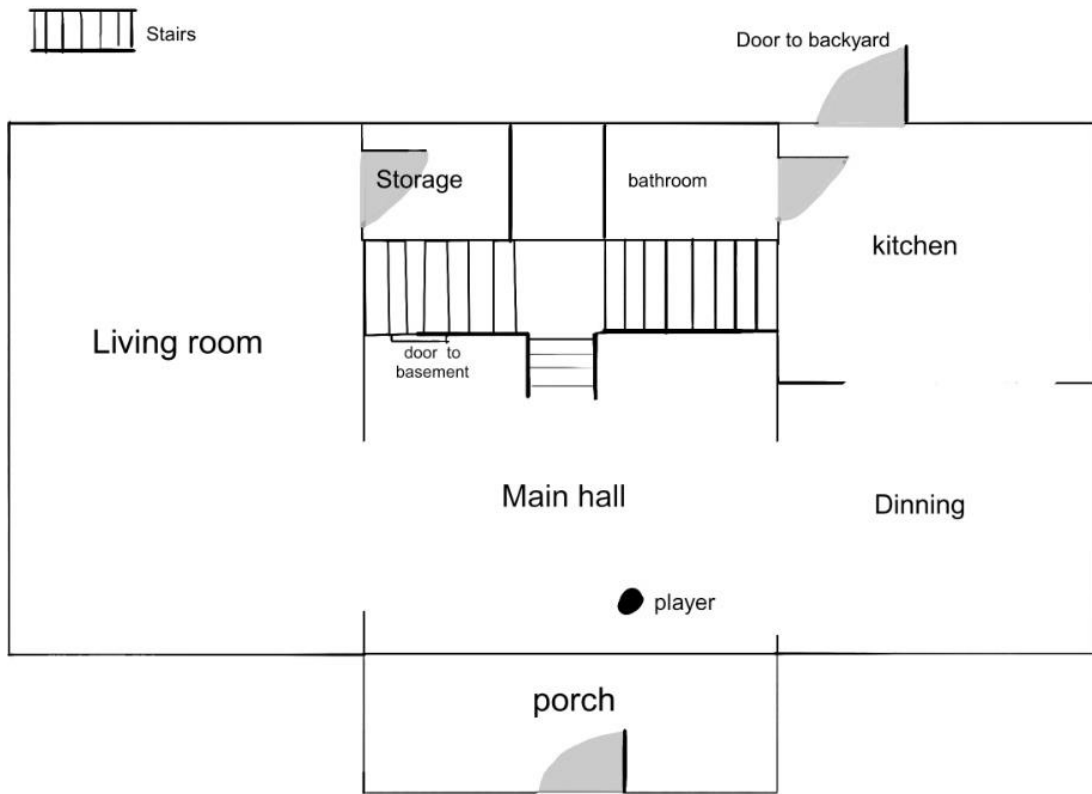 Stairs
Door to backyard
Storage
bathroom
kitchen
Living room
door to
basement
Main hall
Dinning
player
porch